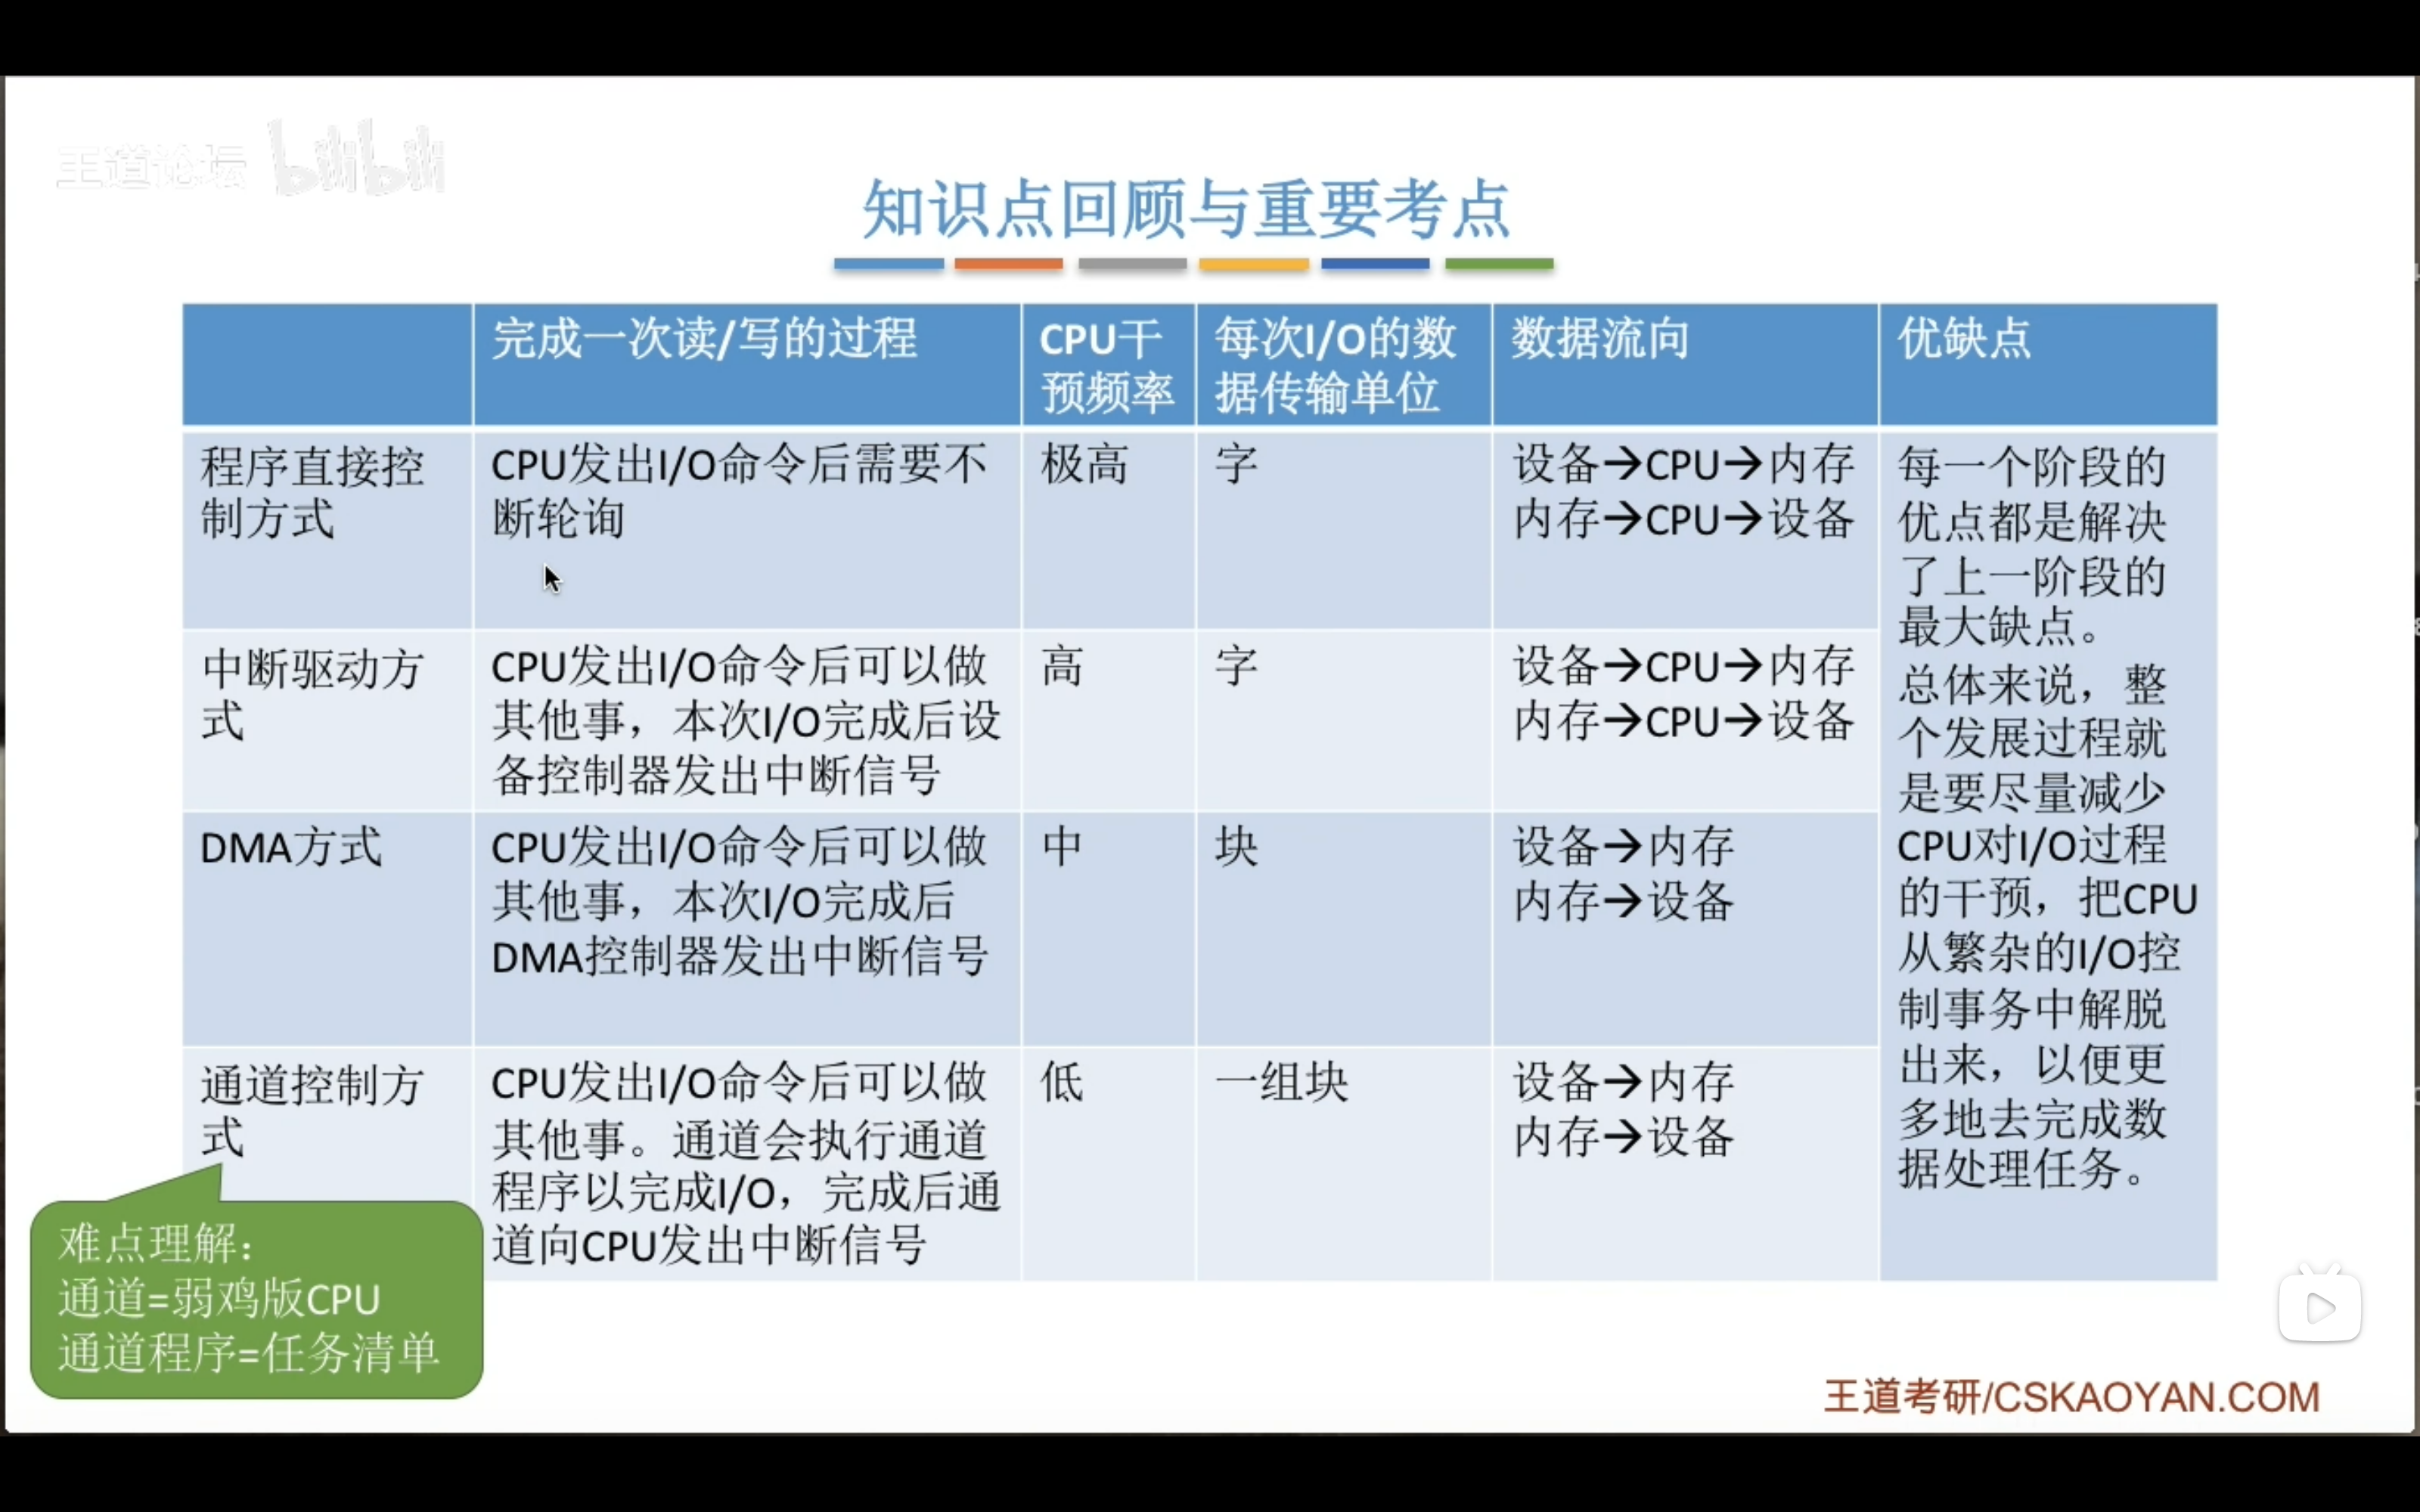 王道论坛 bilibili
知识点回顾与重要考点
完成一次读/写的过程
CPU干
预频率
每次I/O的数
据传输单位
数据流向
优缺点
程序直接控
制方式
CPU发出I/O命令后需要不
断轮询
极高
字
设备→CPU→内存
内存→CPU→设备
中断驱动方
式
CPU发出I/O命令后可以做
其他事，本次I/O完成后设
备控制器发出中断信号
高
字
设备→CPU→内存
内存→CPU→设备
DMA方式
CPU发出I/O命令后可以做
其他事，本次I/O完成后
DMA控制器发出中断信号
中
块
设备→内存
内存→设备
通道控制方
式
CPU发出I/O命令后可以做
其他事。通道会执行通道
程序以完成I/O，完成后通
道向CPU发出中断信号
低
一组块
设备→内存
内存→设备
每一个阶段的
优点都是解决
了上一阶段的
最大缺点。
总体来说，整
个发展过程就
是要尽量减少
CPU对I/O过程
的干预，把CPU
从繁杂的I/O控
制事务中解脱
出来，以便更
多地去完成数
据处理任务。
难点理解：
通道=弱鸡版CPU
通道程序=任务清单
王道考研/CSKAOYAN.COM